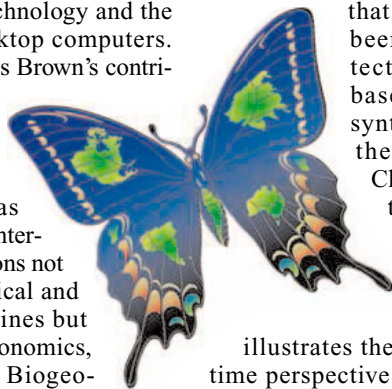 chnology and the
ktop computers.
s Brown's contri-
as
nter-
ons not
ical and
ines but
onomics,
Biogeo-
that
been
tect
base
synt
the
Cl
t
illustrates the
time perspective